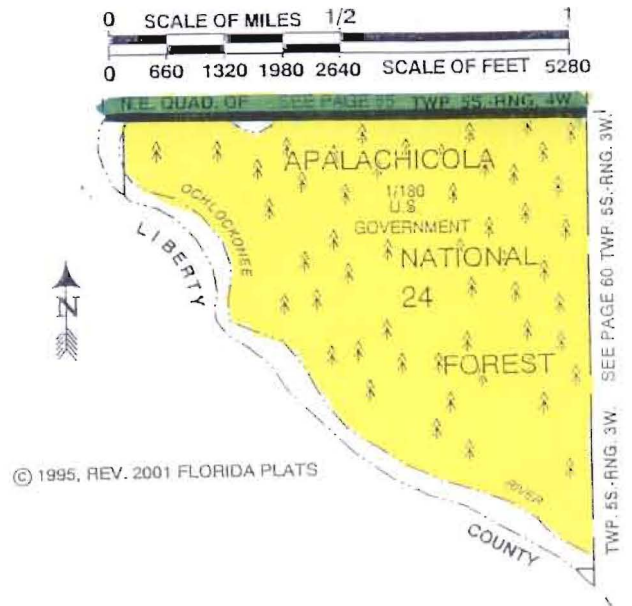 0 SCALE OF MILES 1/2 1
0 660 1320 1980 2640 SCALE OF FEET 5280
N.E. QUAD. OF SEE PAGE 55 TWP. 5S.-RNG. 4W.
APALACHICOLA
1/180
U.S.
GOVERNMENT
NATIONAL
24
FOREST
OCHLOCKONEE
RIVER
LIBERTY
COUNTY
N
TWP. 5S.-RNG. 3W. SEE PAGE 60 TWP. 5S.-RNG. 3W.
© 1995, REV. 2001 FLORIDA PLATS